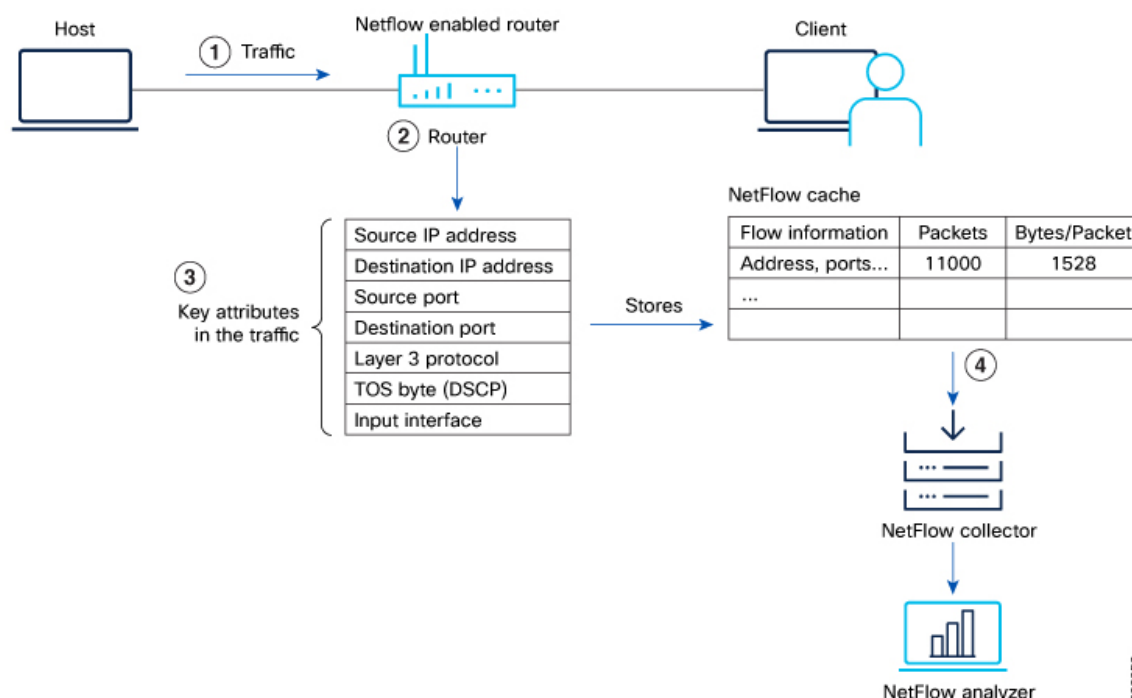 Host
Netflow enabled router
Client
1 Traffic
2 Router
NetFlow cache
Flow information Packets Bytes/Packet
Address, ports... 11000 1528
...
Source IP address
Destination IP address
Source port
Destination port
Layer 3 protocol
TOS byte (DSCP)
Input interface
3
Key attributes
in the traffic
Stores
4
NetFlow collector
NetFlow analyzer